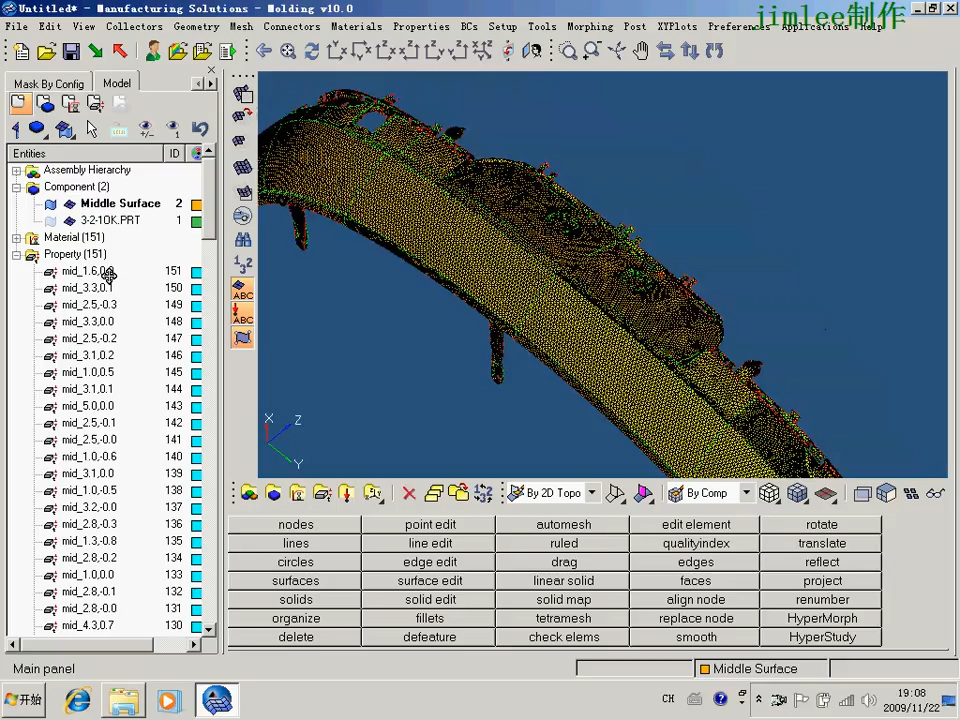 Untitled* - Manufacturing Solutions - Molding v10.0
jimlee制作
File Edit View Collectors Geometry Mesh Connectors Materials Properties BCs Setup Tools Morphing Post XYPlots Preferences Applications Help
Mask By Config Model
Entities ID
Assembly Hierarchy
Component (2)
Middle Surface 2
3-2-1OK.PRT 1
Material (151)
Property (151)
mid_1.6,0.0 151
mid_3.3,0.1 150
mid_2.5,-0.3 149
mid_3.3,0.0 148
mid_2.5,-0.2 147
mid_3.1,0.2 146
mid_1.0,0.5 145
mid_3.1,0.1 144
mid_5.0,0.0 143
mid_2.5,-0.1 142
mid_2.5,-0.0 141
mid_1.0,-0.6 140
mid_3.1,0.0 139
mid_1.0,-0.5 138
mid_3.2,-0.0 137
mid_2.8,-0.3 136
mid_1.3,-0.8 135
mid_2.8,-0.2 134
mid_1.0,0.0 133
mid_2.8,-0.1 132
mid_2.8,-0.0 131
mid_4.3,0.7 130
123
ABC
ABC
X Z
Y
By 2D Topo By Comp
nodes point edit automesh edit element rotate
lines line edit ruled qualityindex translate
circles edge edit drag edges reflect
surfaces surface edit linear solid faces project
solids solid edit solid map align node renumber
organize fillets tetramesh replace node HyperMorph
delete defeature check elems smooth HyperStudy
Main panel Middle Surface
开始 CH 19:08
2009/11/22